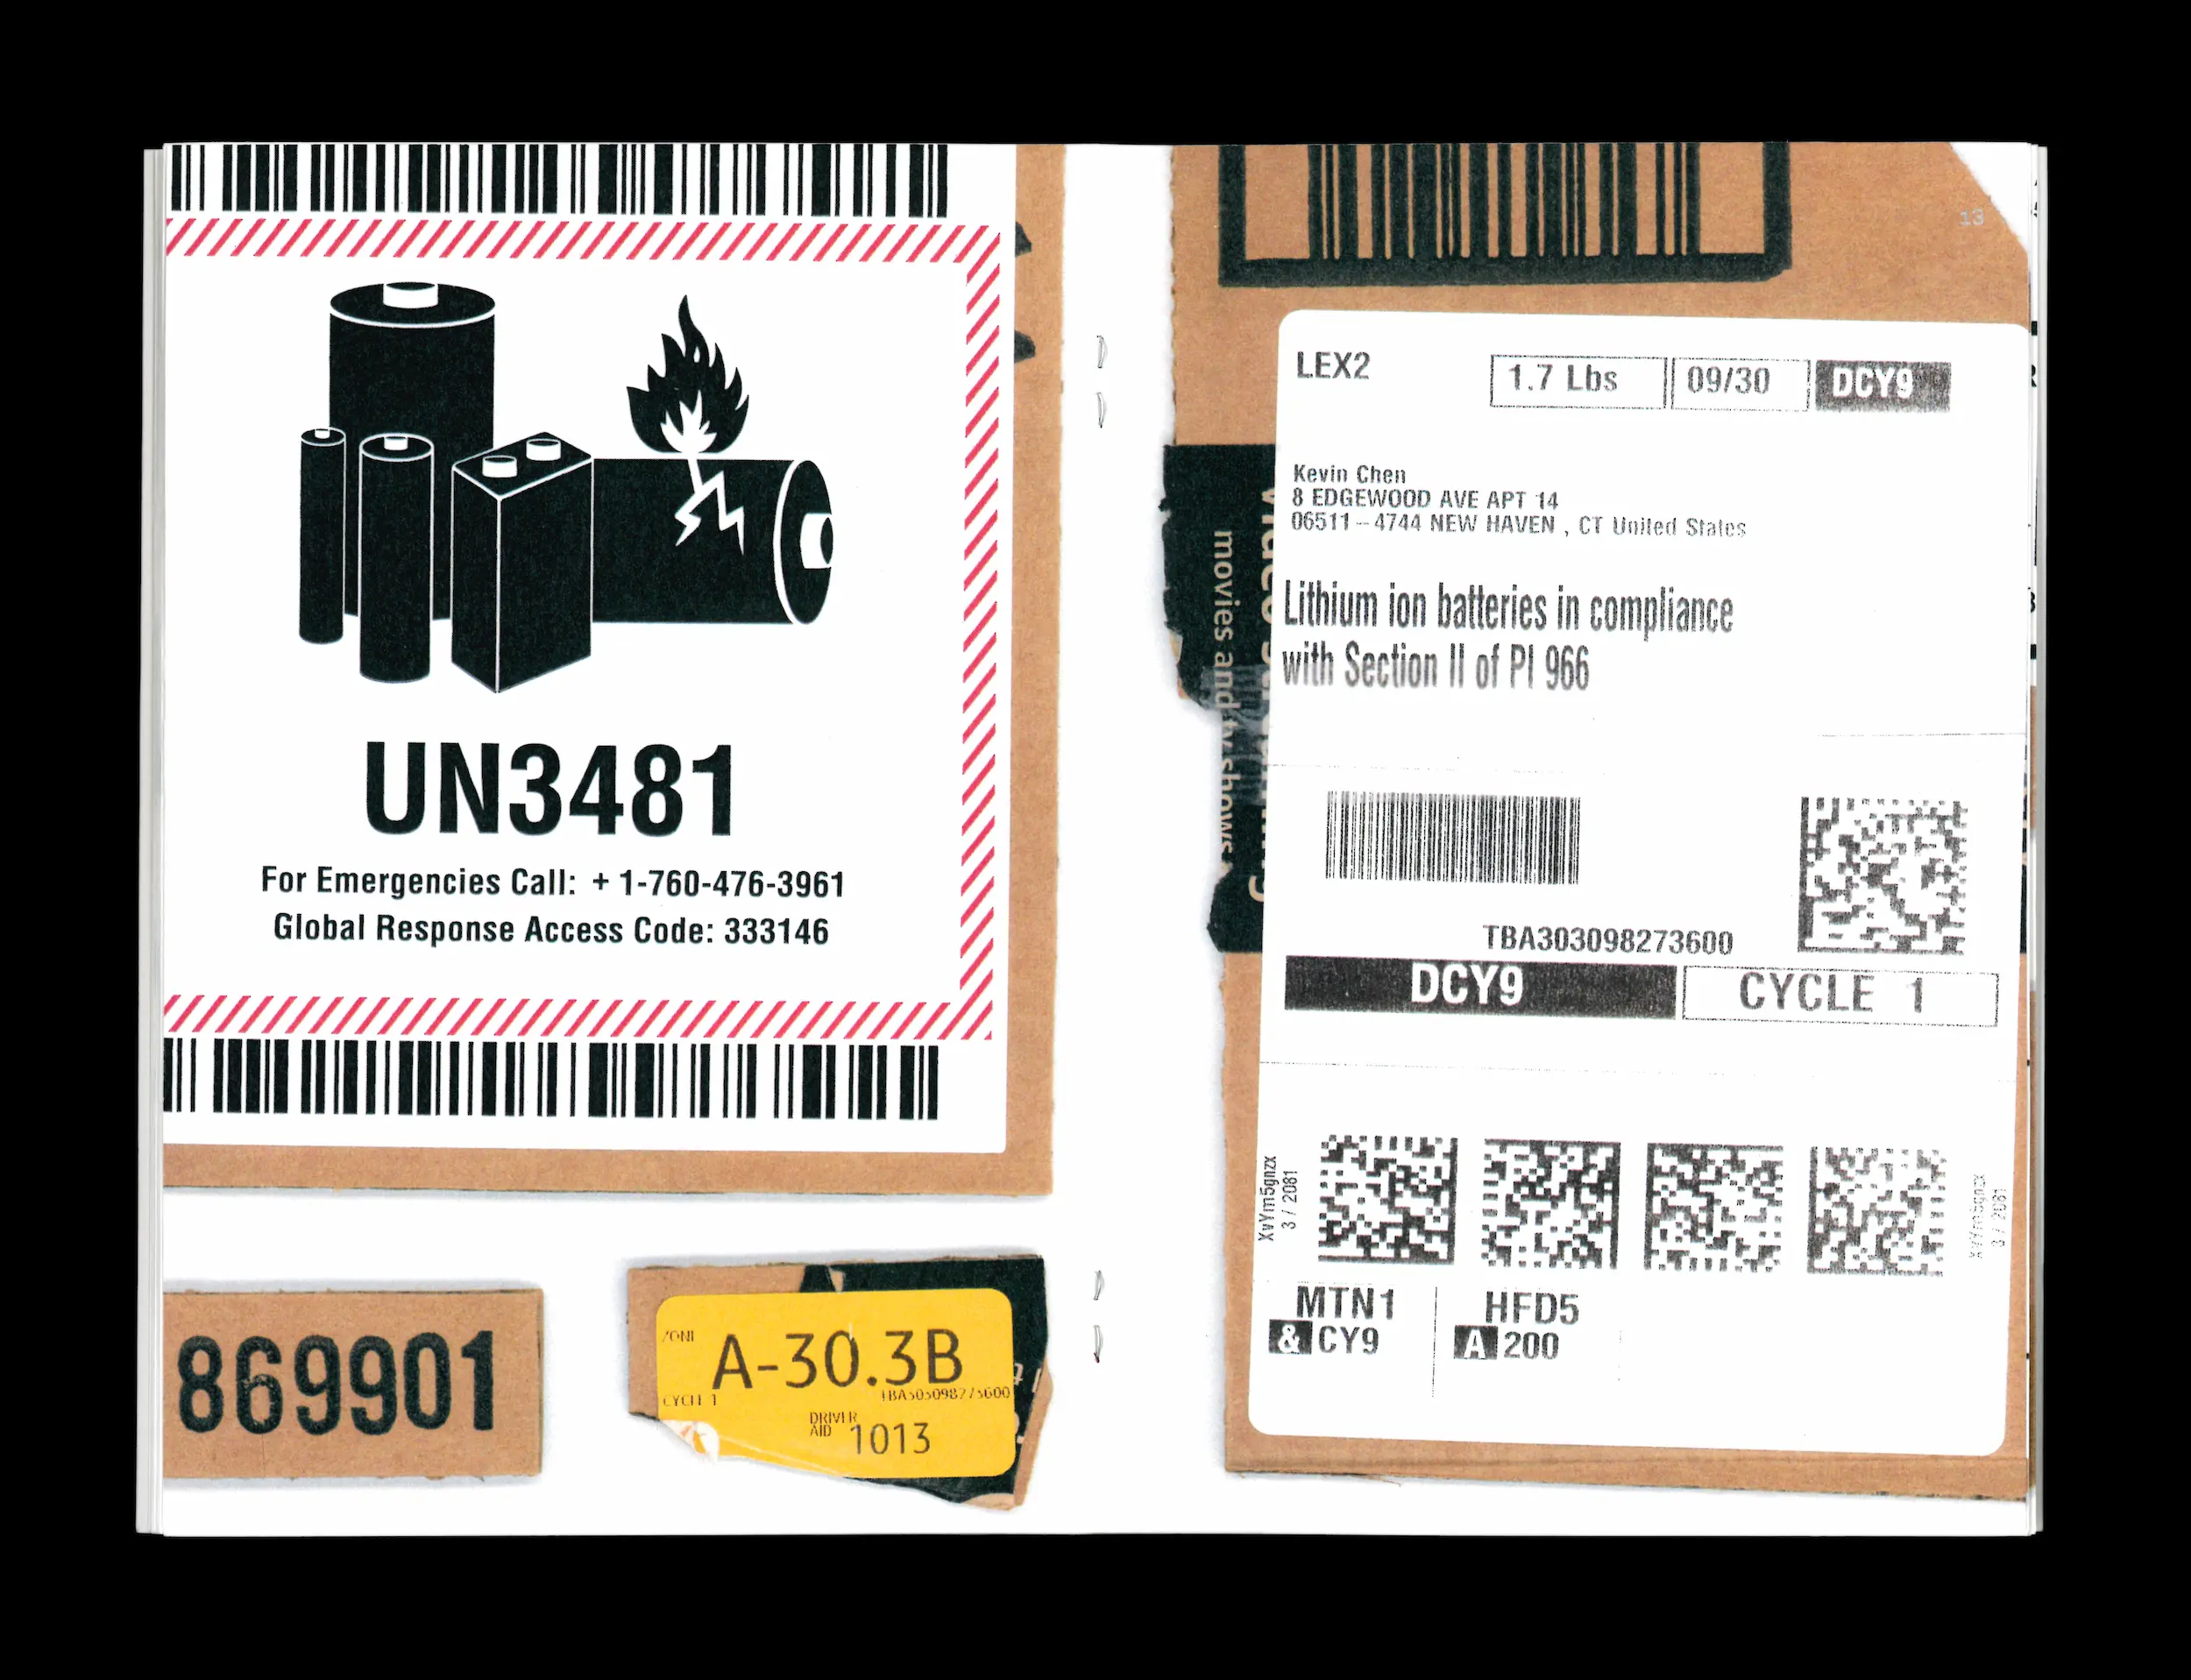 UN3481
For Emergencies Call: + 1-760-476-3961
Global Response Access Code: 333146
869901
A-30.3B
CYCLE 1
TBA303098273600
DRIVER
AID
1013
13
LEX2
1.7 Lbs
09/30
DCY9
Kevin Chen
8 EDGEWOOD AVE APT 14
06511-4744 NEW HAVEN , CT United States
Lithium ion batteries in compliance
with Section II of PI 966
movies and tv shows
TBA303098273600
DCY9
CYCLE 1
XvYm5gnzx
3 / 2081
XvYm5gnzx
3 / 2081
MTN1
& CY9
HFD5
A 200